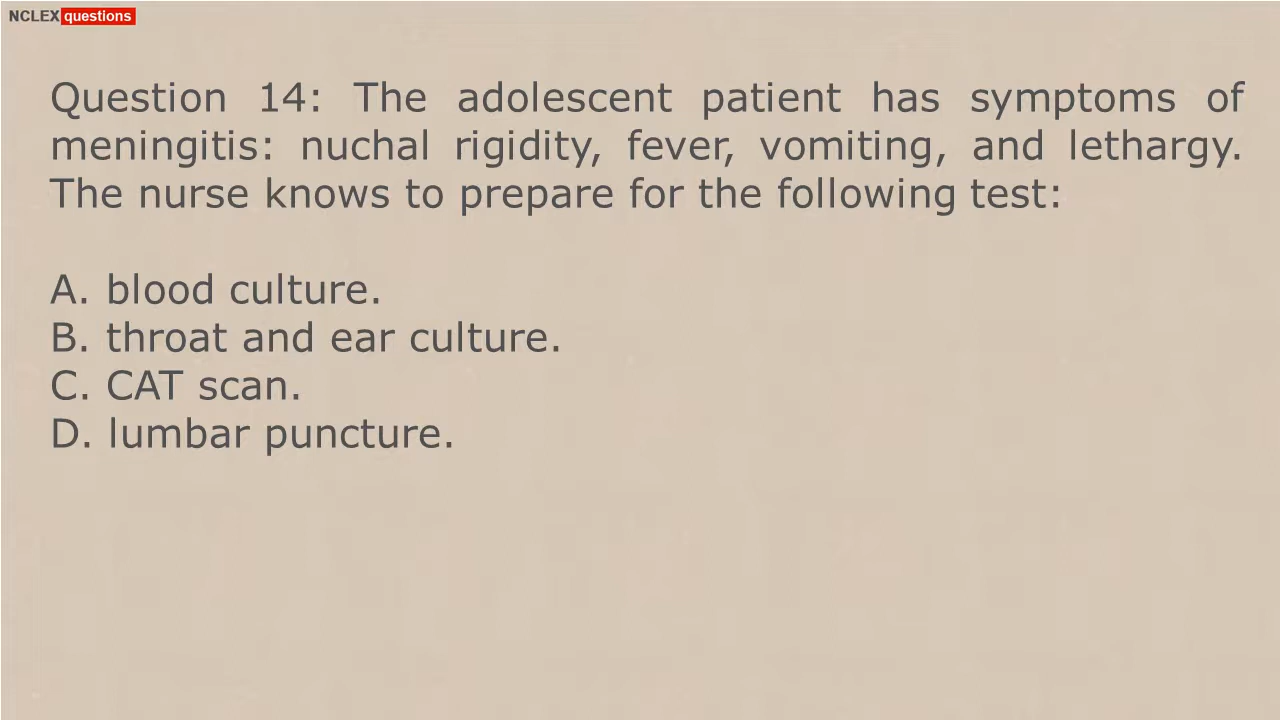 NCLEX questions
Question 14: The adolescent patient has symptoms of
meningitis: nuchal rigidity, fever, vomiting, and lethargy.
The nurse knows to prepare for the following test:
A. blood culture.
B. throat and ear culture.
C. CAT scan.
D. lumbar puncture.